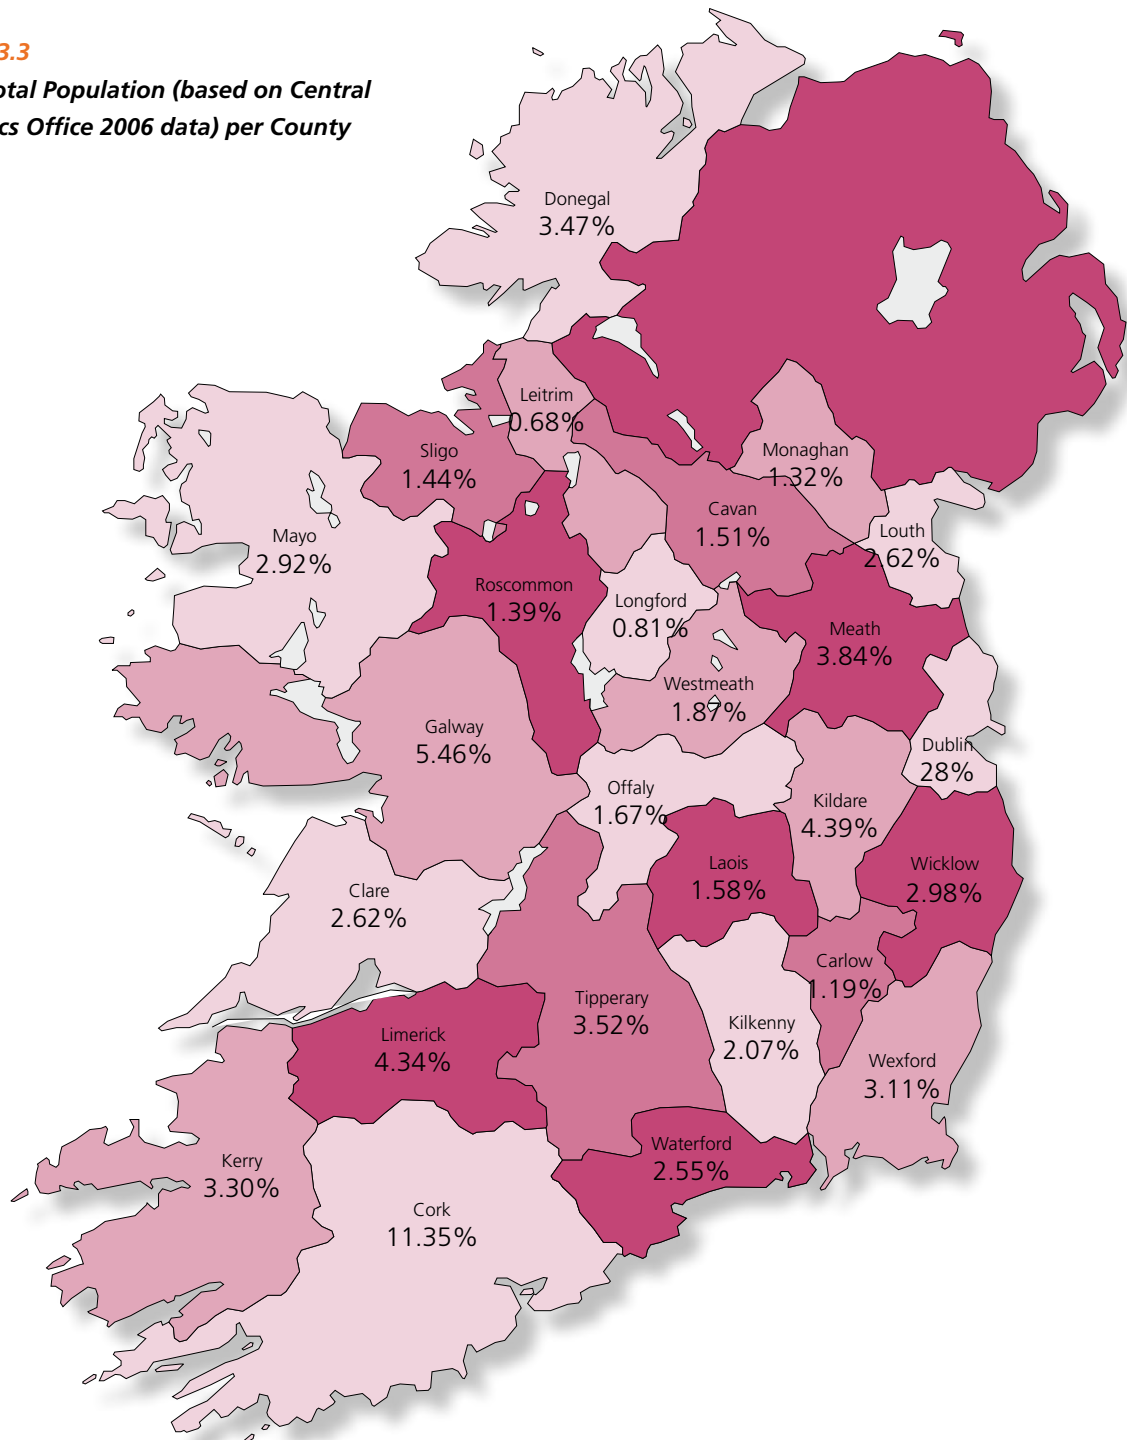 3.3
otal Population (based on Central
cs Office 2006 data) per County
Donegal
3.47%
Leitrim
0.68%
Sligo
1.44%
Monaghan
1.32%
Cavan
1.51%
Louth
2.62%
Mayo
2.92%
Roscommon
1.39%
Longford
0.81%
Meath
3.84%
Westmeath
1.87%
Galway
5.46%
Dublin
28%
Offaly
1.67%
Kildare
4.39%
Laois
1.58%
Wicklow
2.98%
Clare
2.62%
Carlow
1.19%
Tipperary
3.52%
Kilkenny
2.07%
Limerick
4.34%
Wexford
3.11%
Waterford
2.55%
Kerry
3.30%
Cork
11.35%